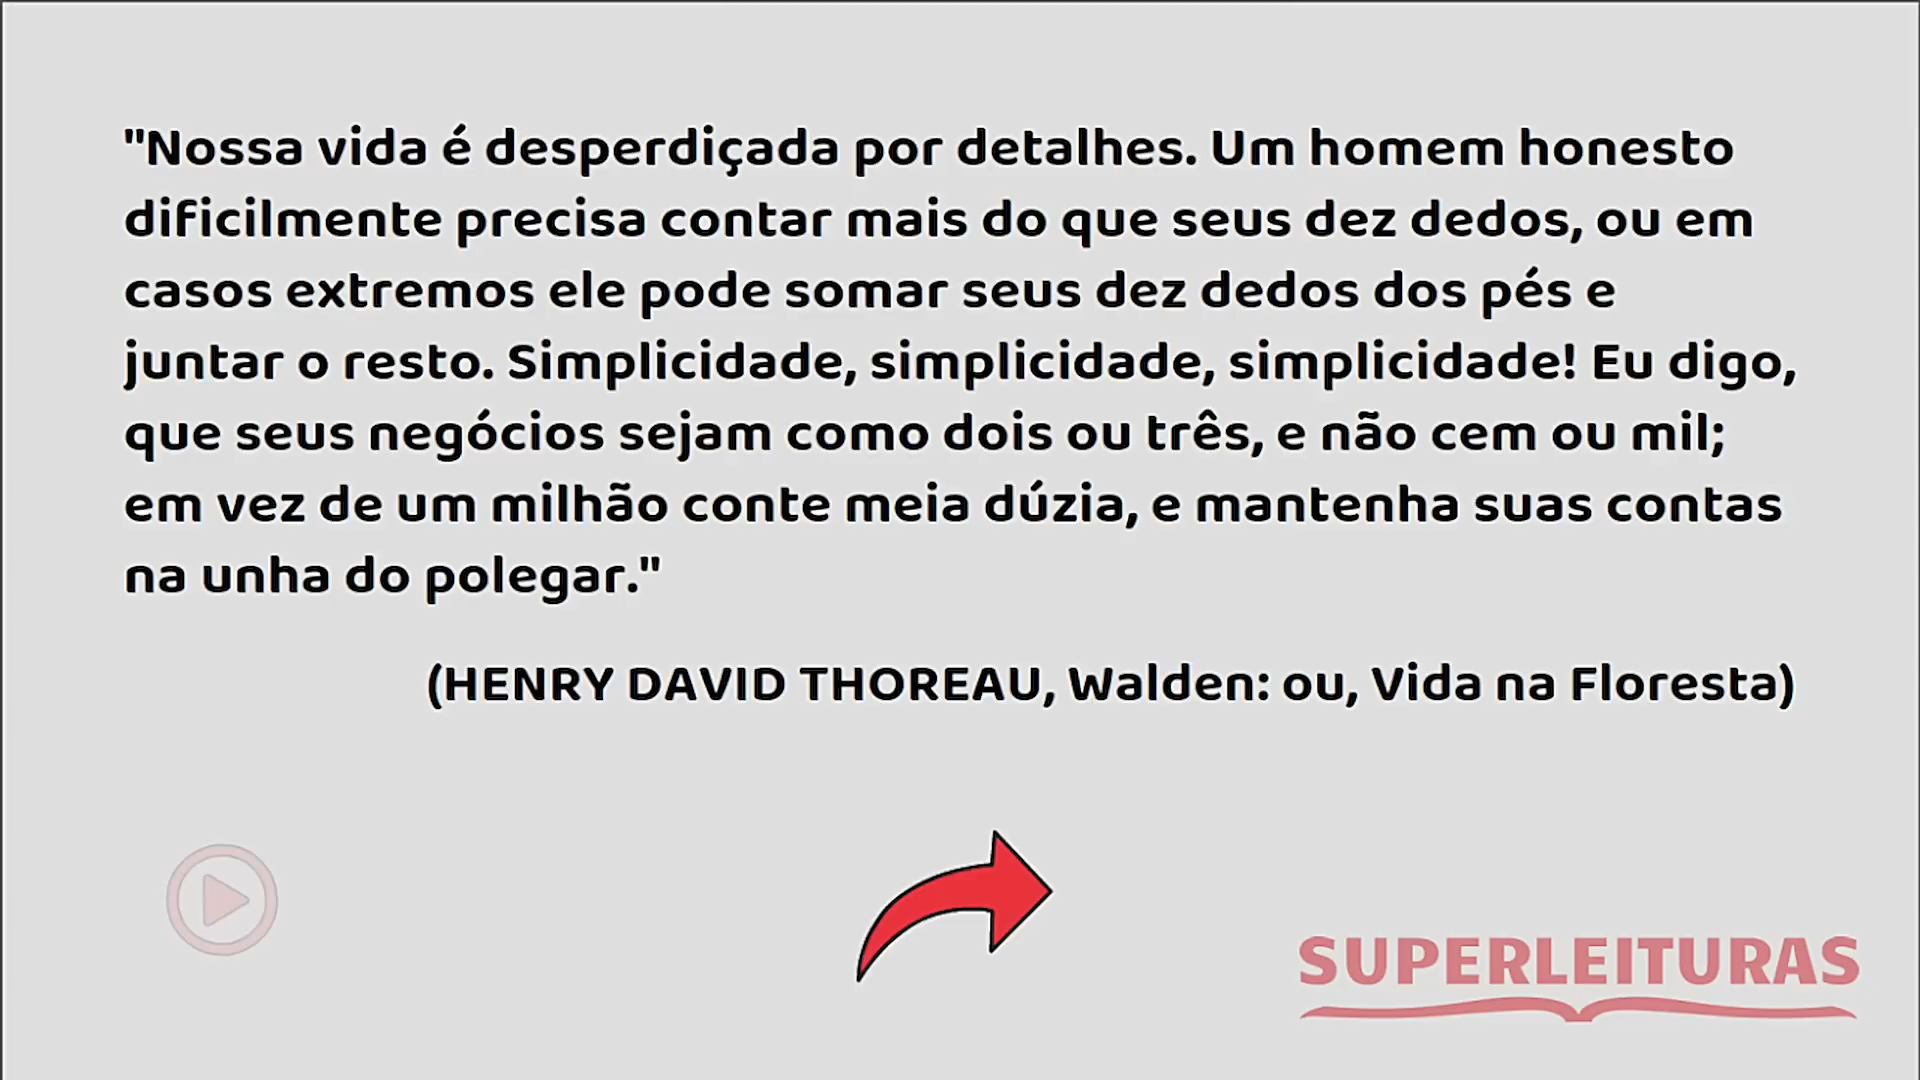 "Nossa vida é desperdiçada por detalhes. Um homem honesto
dificilmente precisa contar mais do que seus dez dedos, ou em
casos extremos ele pode somar seus dez dedos dos pés e
juntar o resto. Simplicidade, simplicidade, simplicidade! Eu digo,
que seus negócios sejam como dois ou três, e não cem ou mil;
em vez de um milhão conte meia dúzia, e mantenha suas contas
na unha do polegar."
(HENRY DAVID THOREAU, Walden: ou, Vida na Floresta)
SUPERLEITURAS